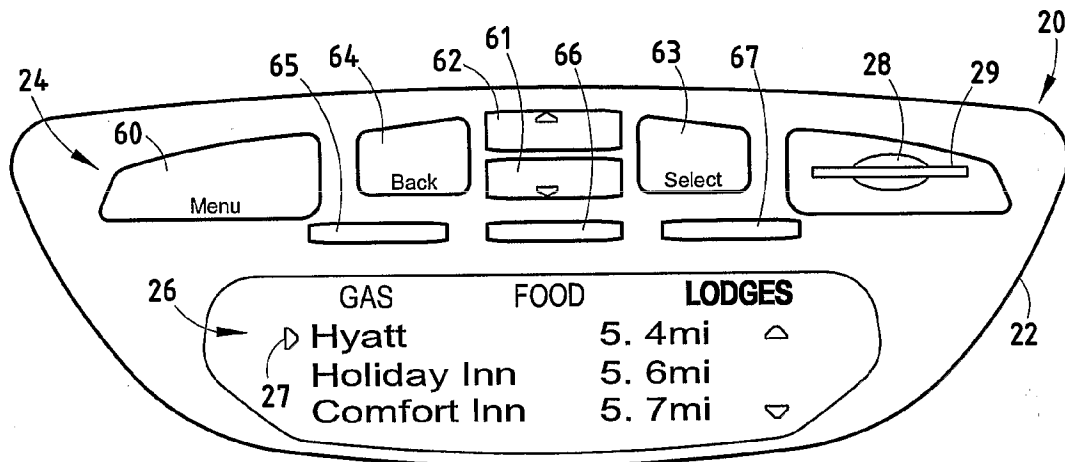 20
61
64 62 66 67 28 29
65
24
60
63
Back
Select
Menu
26 GAS FOOD LODGES
22
Hyatt 5. 4mi
27 Holiday Inn 5. 6mi
Comfort Inn 5. 7mi